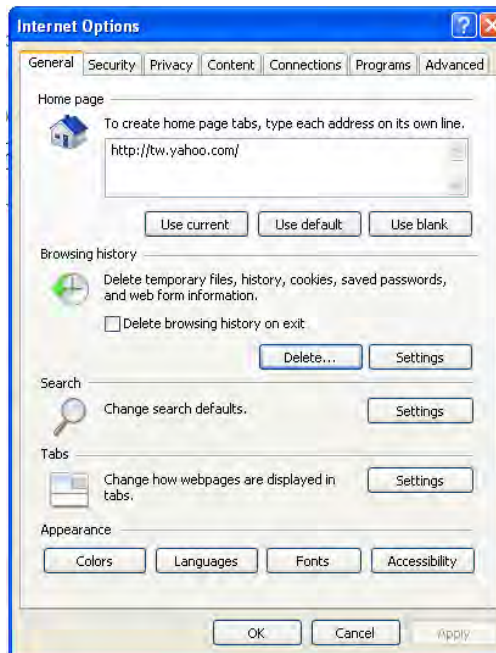 Internet Options
General Security Privacy Content Connections Programs Advanced
Home page
To create home page tabs, type each address on its own line.
http://tw.yahoo.com/
Use current Use default Use blank
Browsing history
Delete temporary files, history, cookies, saved passwords,
and web form information.
Delete browsing history on exit
Delete... Settings
Search
Change search defaults.
Settings
Tabs
Change how webpages are displayed in
tabs.
Settings
Appearance
Colors Languages Fonts Accessibility
OK Cancel Apply